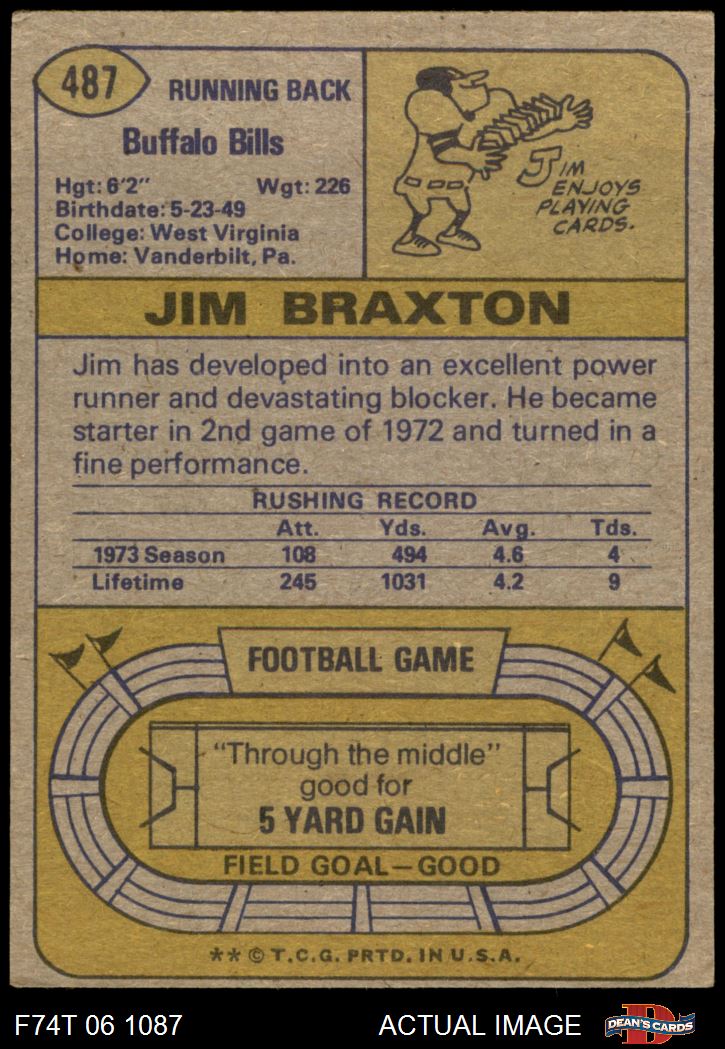 487
RUNNING BACK
Buffalo Bills
Hgt: 6'2" Wgt: 226
Birthdate: 5-23-49
College: West Virginia
Home: Vanderbilt, Pa.
JIM
ENJOYS
PLAYING
CARDS.
JIM BRAXTON
Jim has developed into an excellent power
runner and devastating blocker. He became
starter in 2nd game of 1972 and turned in a
fine performance.
RUSHING RECORD
Att. Yds. Avg. Tds.
1973 Season 108 494 4.6 4
Lifetime 245 1031 4.2 9
FOOTBALL GAME
"Through the middle"
good for
5 YARD GAIN
FIELD GOAL—GOOD
** © T.C.G. PRTD. IN U.S.A.
F74T 06 1087 ACTUAL IMAGE
D
DEAN'S CARDS